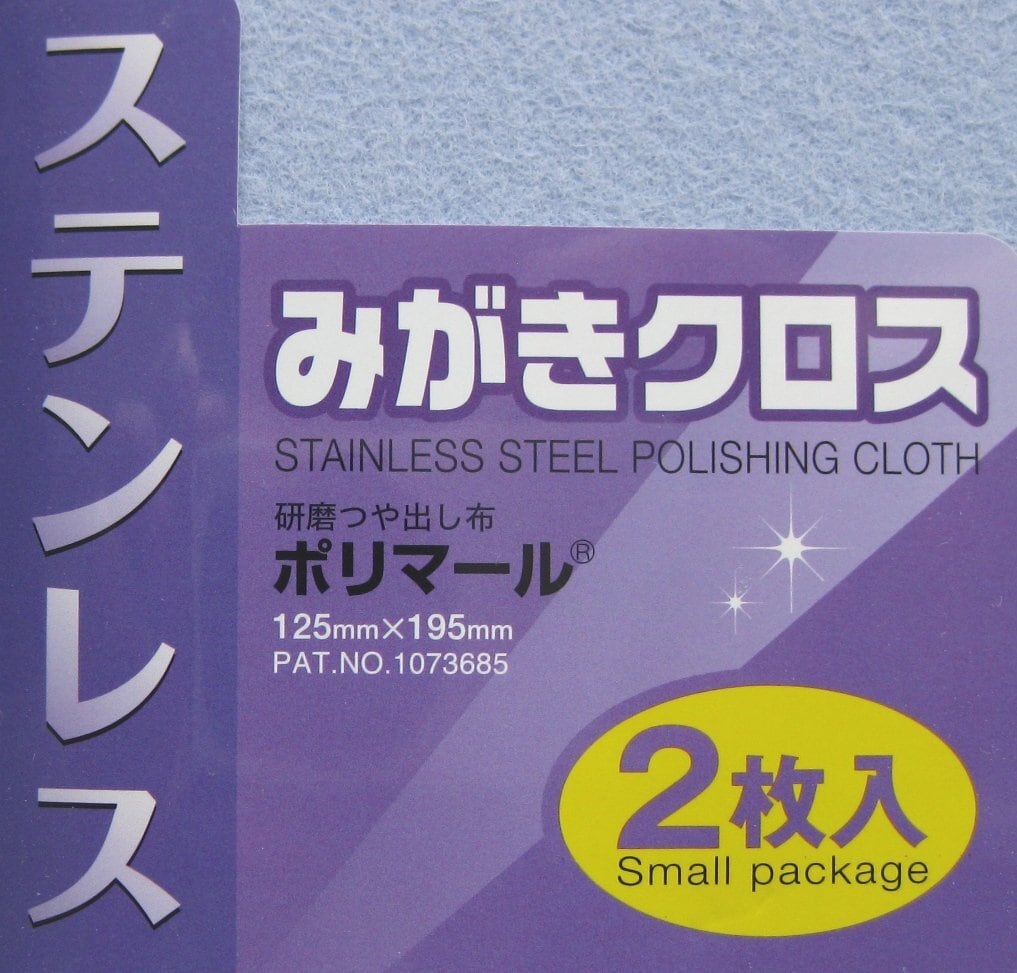 ステンレス
みがきクロス
STAINLESS STEEL POLISHING CLOTH
研磨つや出し布
ポリマール®
125mm×195mm
PAT.NO.1073685
2枚入
Small package